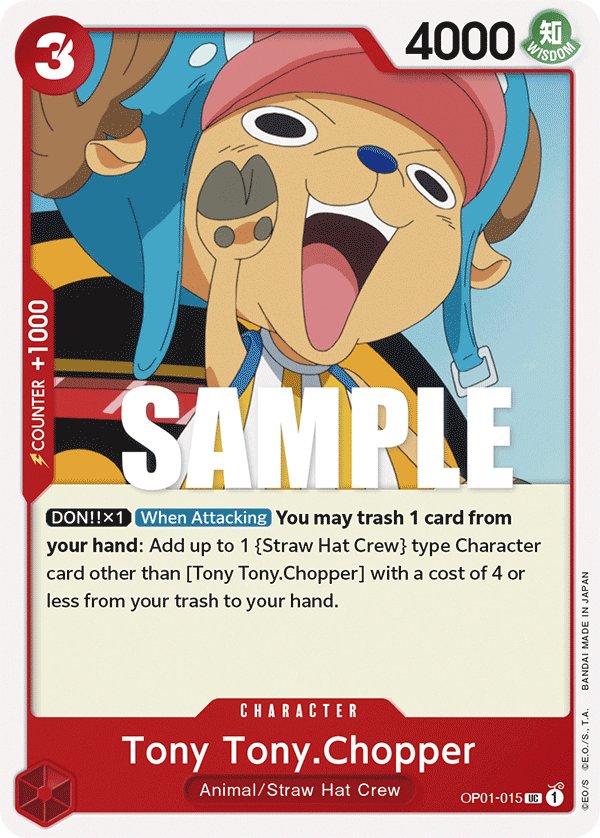 3
4000
知
WISDOM
COUNTER +1000
SAMPLE
DON!!×1 When Attacking You may trash 1 card from
your hand: Add up to 1 {Straw Hat Crew} type Character
card other than [Tony Tony.Chopper] with a cost of 4 or
less from your trash to your hand.
CHARACTER
Tony Tony.Chopper
Animal/Straw Hat Crew
OP01-015 UC 1
©EO/S ©E.O./S., T.A. BANDAI MADE IN JAPAN